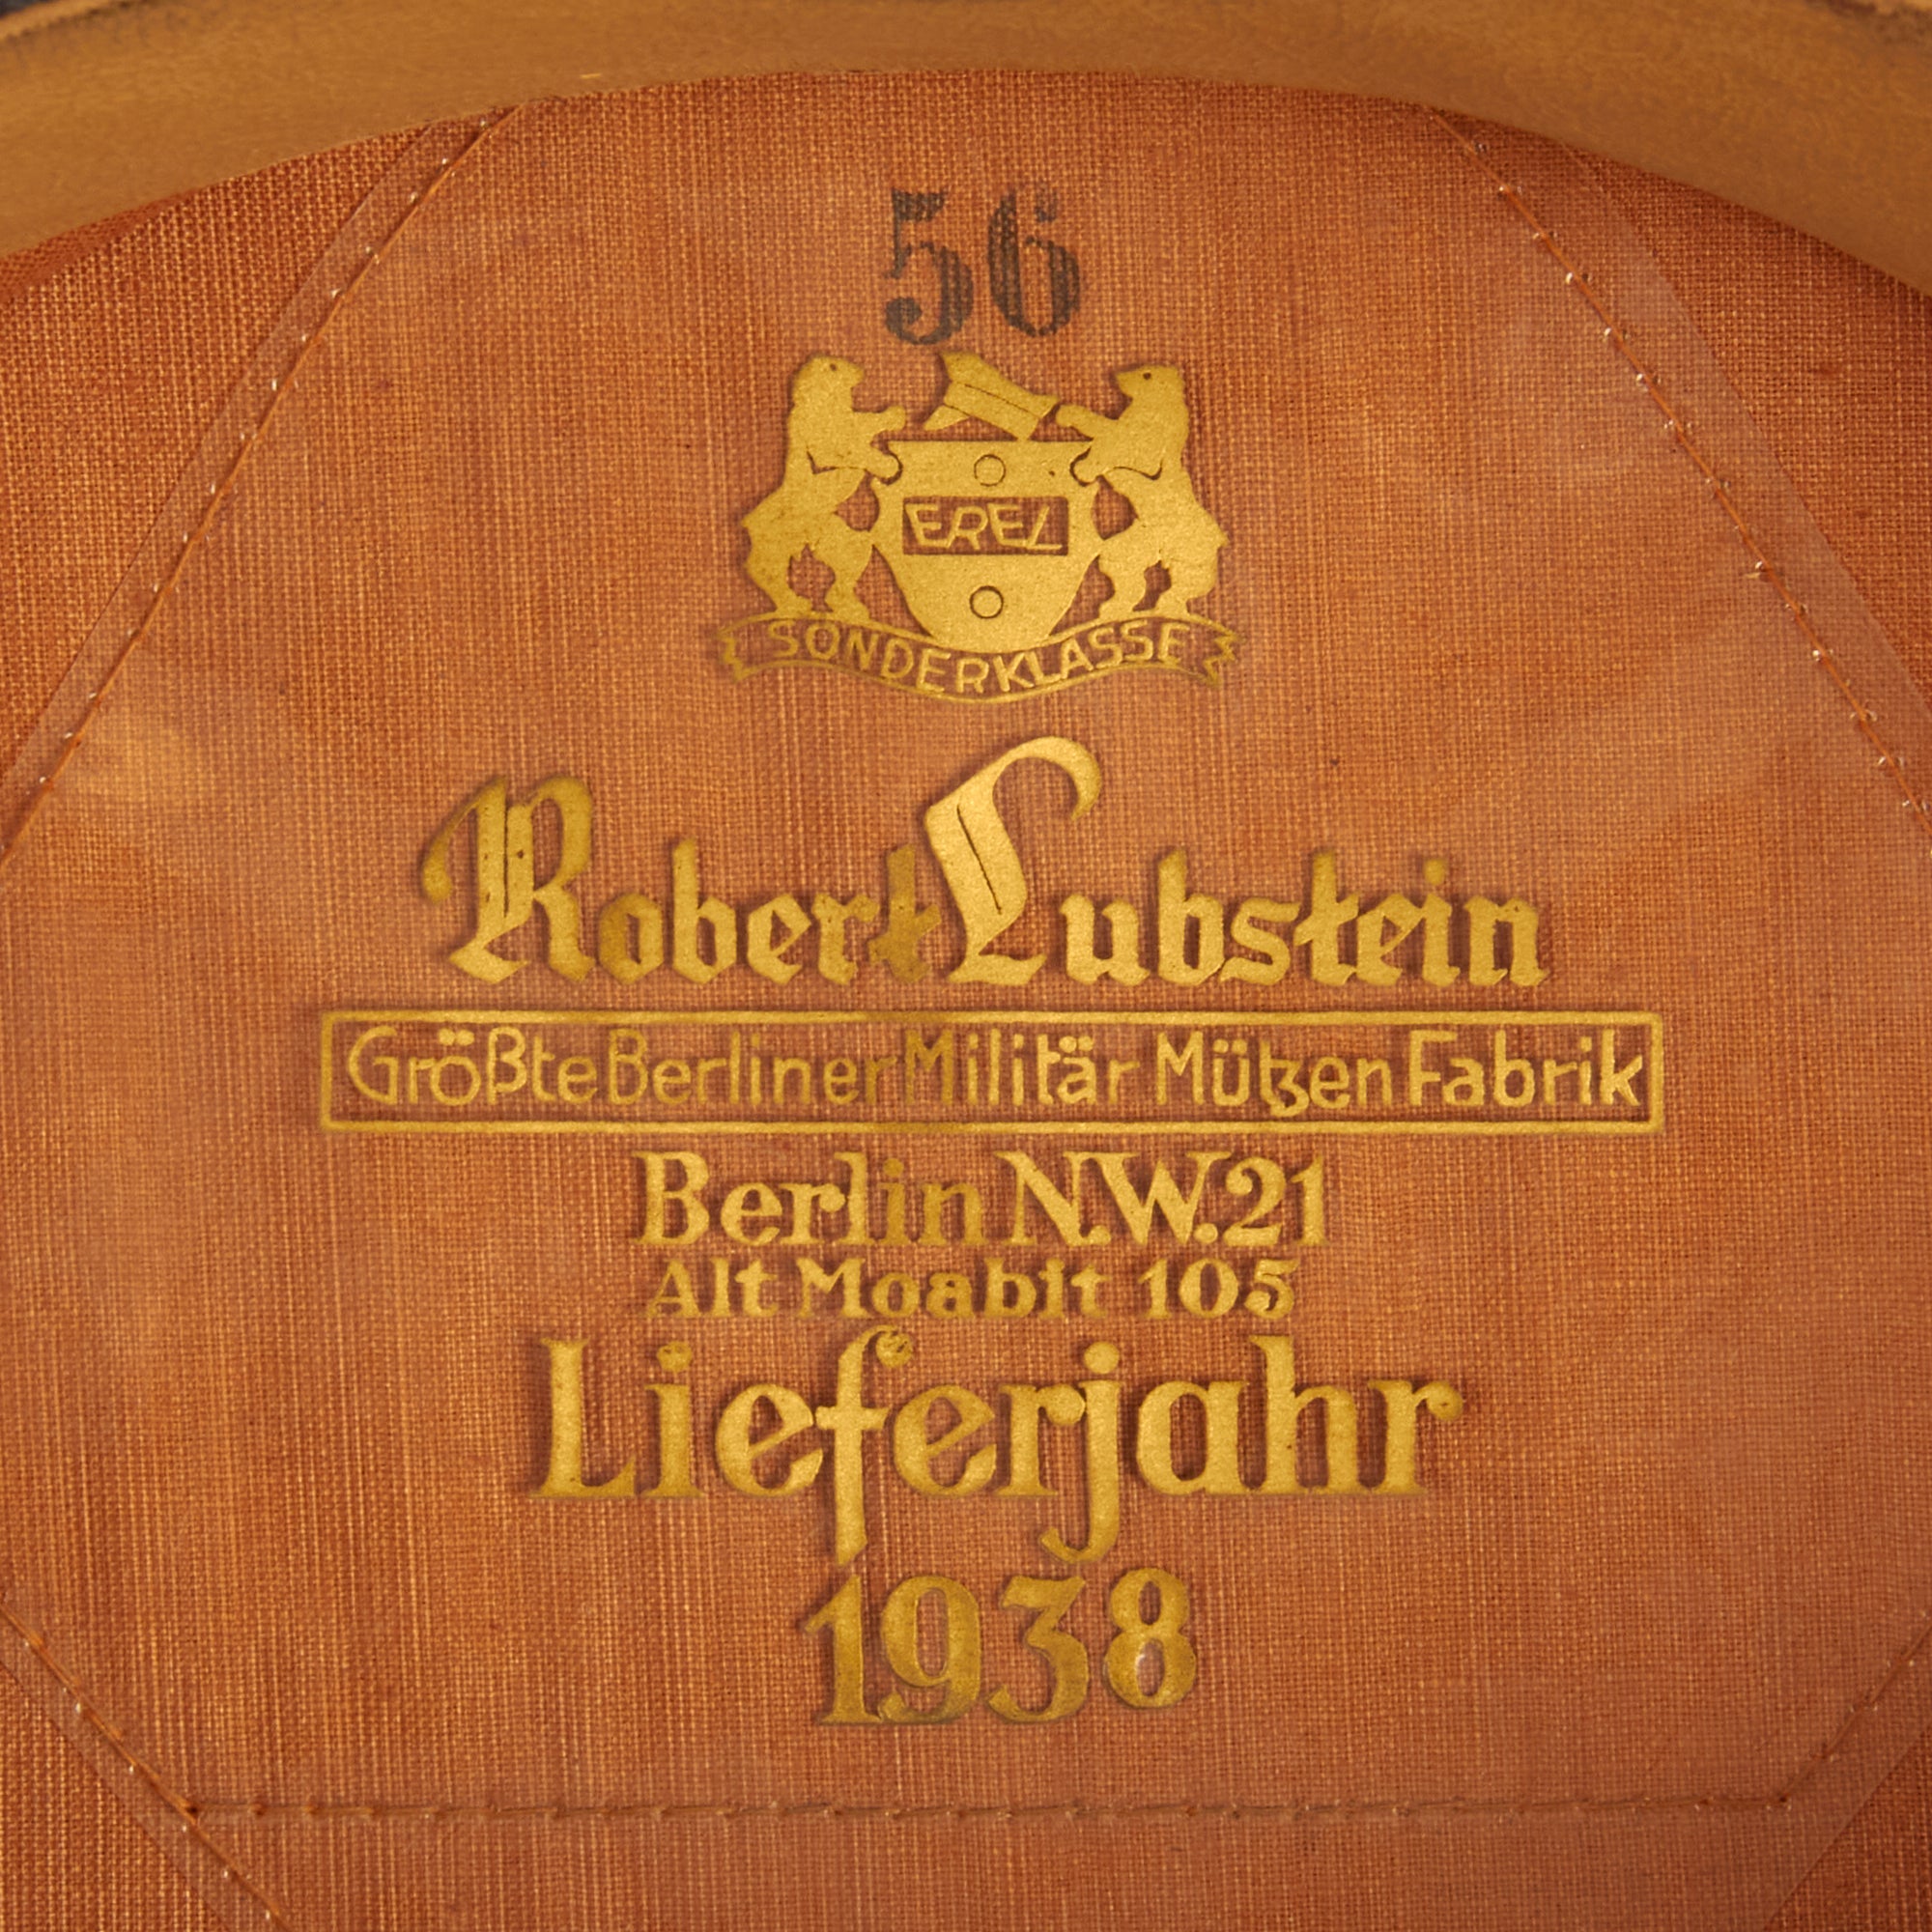 56
EREL
SONDERKLASSE
Robert Lubstein
Größte Berliner Militär Mützen Fabrik
Berlin N.W.21
Alt Moabit 105
Lieferjahr
1938